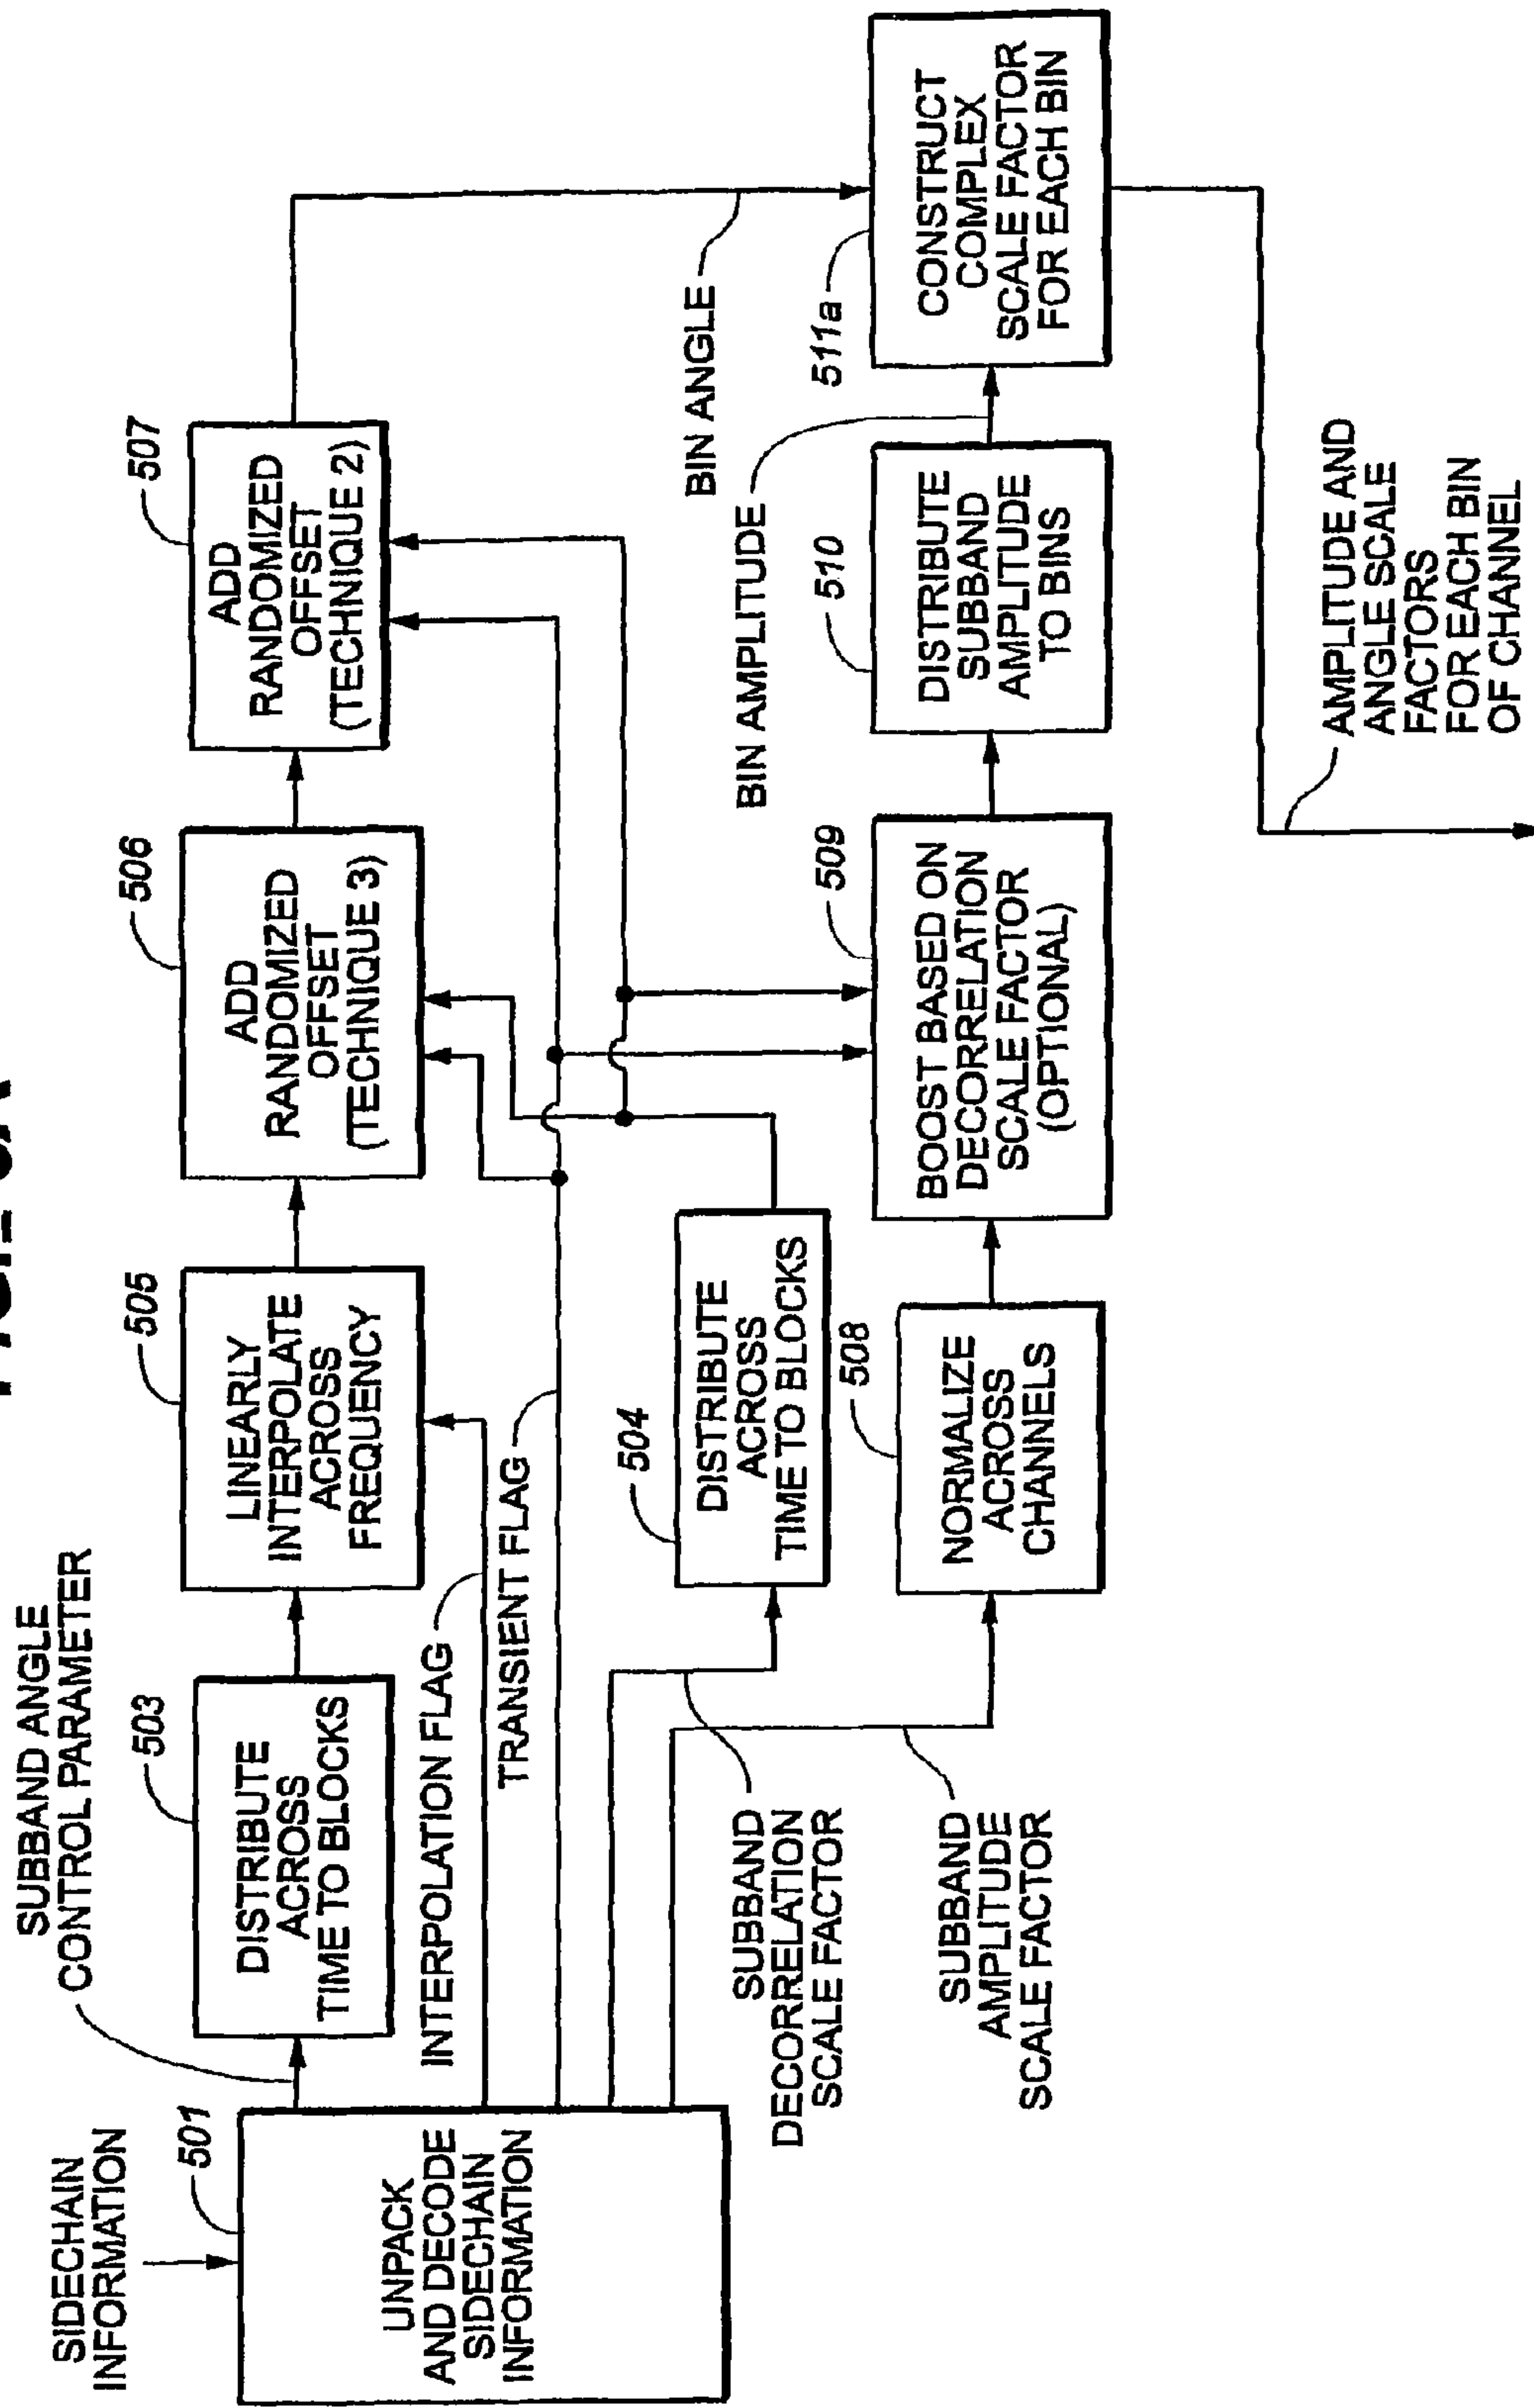 SIDECHAIN
INFORMATION
501
UNPACK
AND DECODE
SIDECHAIN
INFORMATION
SUBBAND ANGLE
CONTROL PARAMETER
503
DISTRIBUTE
ACROSS
TIME TO BLOCKS
505
LINEARLY
INTERPOLATE
ACROSS
FREQUENCY
506
ADD
RANDOMIZED
OFFSET
(TECHNIQUE 3)
507
ADD
RANDOMIZED
OFFSET
(TECHNIQUE 2)
INTERPOLATION FLAG
TRANSIENT FLAG
504
DISTRIBUTE
ACROSS
TIME TO BLOCKS
SUBBAND
DECORRELATION
SCALE FACTOR
SUBBAND
AMPLITUDE
SCALE FACTOR
508
NORMALIZE
ACROSS
CHANNELS
509
BOOST BASED ON
DECORRELATION
SCALE FACTOR
(OPTIONAL)
BIN AMPLITUDE
510
DISTRIBUTE
SUBBAND
AMPLITUDE
TO BINS
BIN ANGLE
511a
CONSTRUCT
COMPLEX
SCALE FACTOR
FOR EACH BIN
AMPLITUDE AND
ANGLE SCALE
FACTORS
FOR EACH BIN
OF CHANNEL